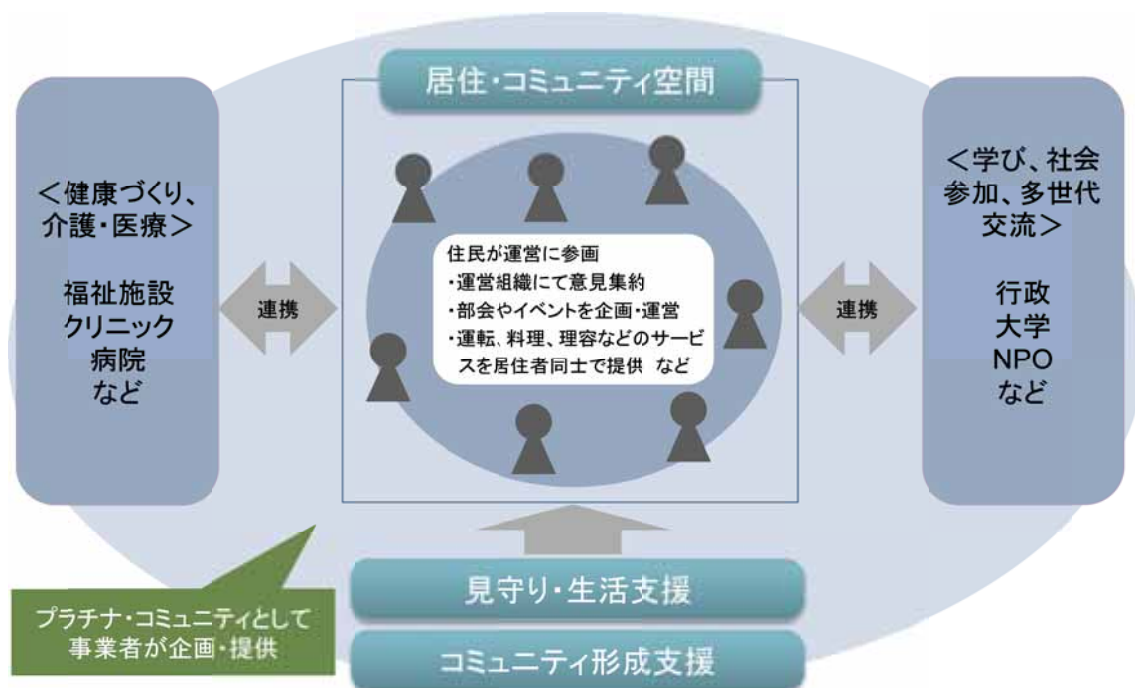 居住・コミュニティ空間
＜健康づくり、
介護・医療＞
福祉施設
クリニック
病院
など
連携
住民が運営に参画
・運営組織にて意見集約
・部会やイベントを企画・運営
・運転、料理、理容などのサービ
スを居住者同士で提供 など
連携
＜学び、社会
参加、多世代
交流＞
行政
大学
NPO
など
見守り・生活支援
コミュニティ形成支援
プラチナ・コミュニティとして
事業者が企画・提供